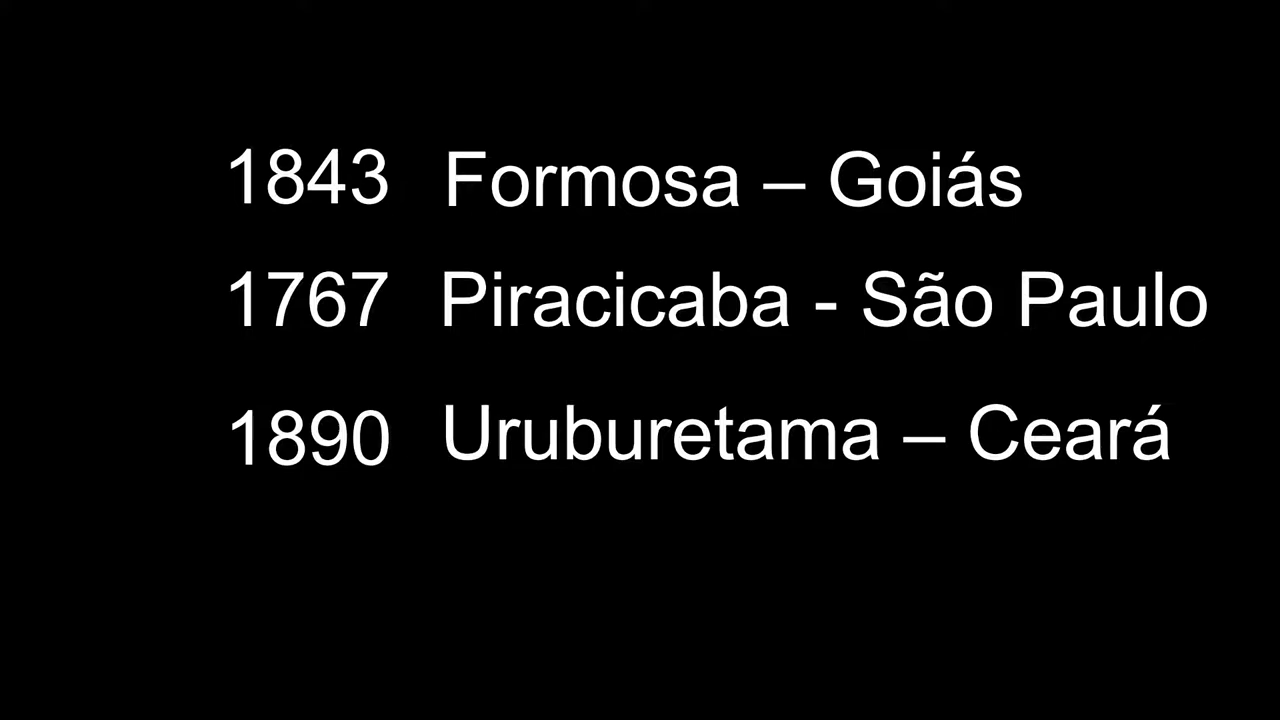 1843 Formosa – Goiás
1767 Piracicaba - São Paulo
1890 Uruburetama – Ceará